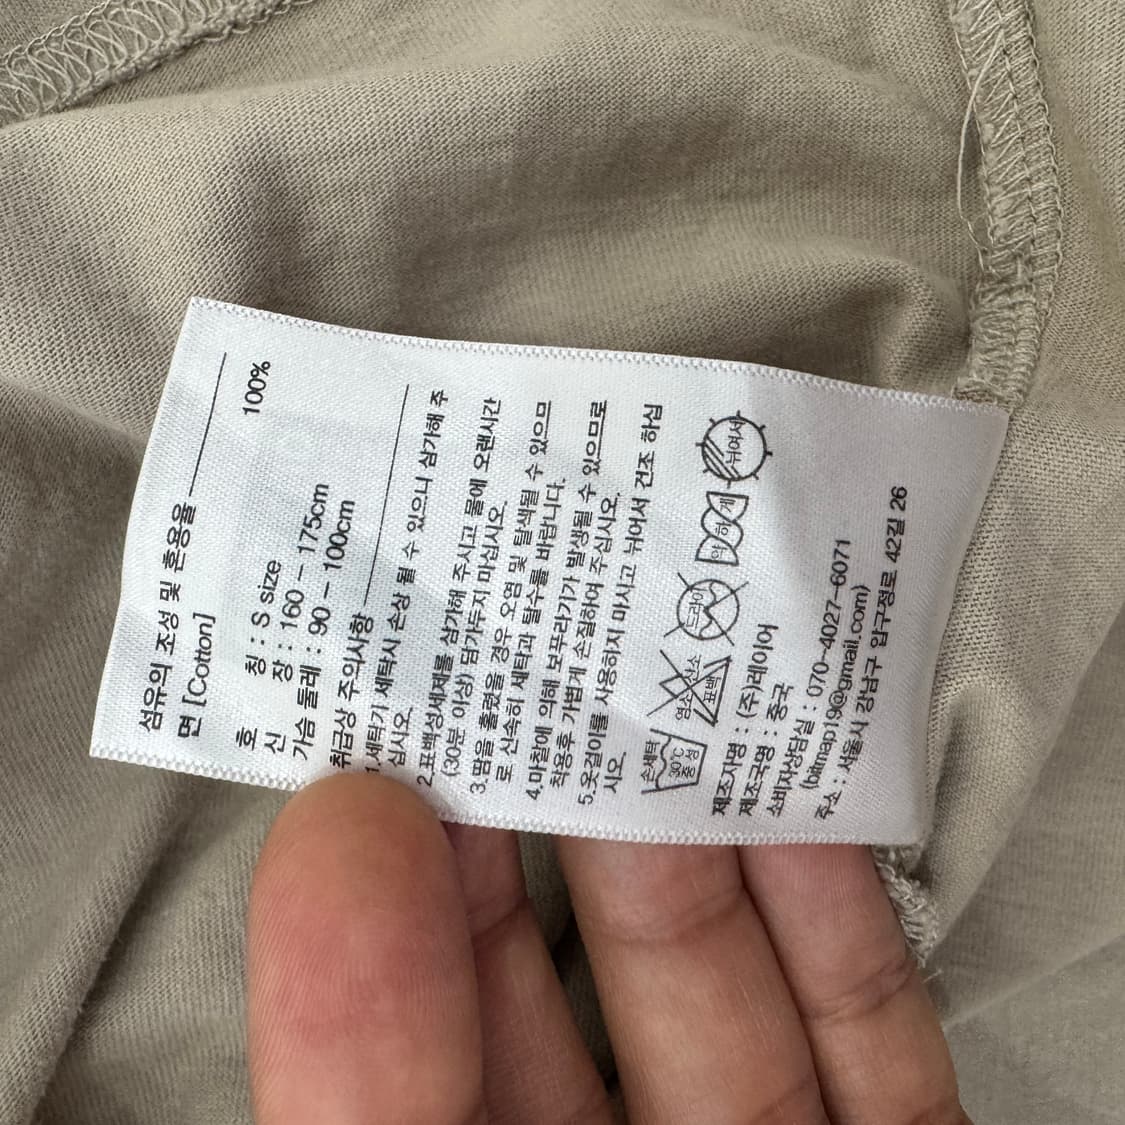 섬유의 조성 및 혼용율
면 [Cotton] 100%
호 칭 : S size
신 장 : 160 - 175cm
가슴 둘레 : 90 - 100cm
취급상 주의사항
1.세탁기 세탁시 손상 될 수 있으니 삼가해 주
십시오.
2.표백성세제를 삼가해 주시고 물에 오랜시간
(30분 이상) 담가두지 마십시오.
3.땀을 흘렸을 경우 오염 및 탈색될 수 있으므
로 신속히 세탁과 탈수를 바랍니다.
4.마찰에 의해 보푸라기가 발생될 수 있으므로
착용후 가볍게 손질하여 주십시오.
5.옷걸이를 사용하지 마시고 뉘어서 건조 하십
시오.
손세탁 30℃ 중성
염소 산소 표백
드라이
약하게
뉘여서
제조자명 : (주)레이어
제조국명 : 중국
소비자상담실 : 070-4027-6071
(bitmap19@gmail.com)
주소 : 서울시 강남구 압구정로 42길 26